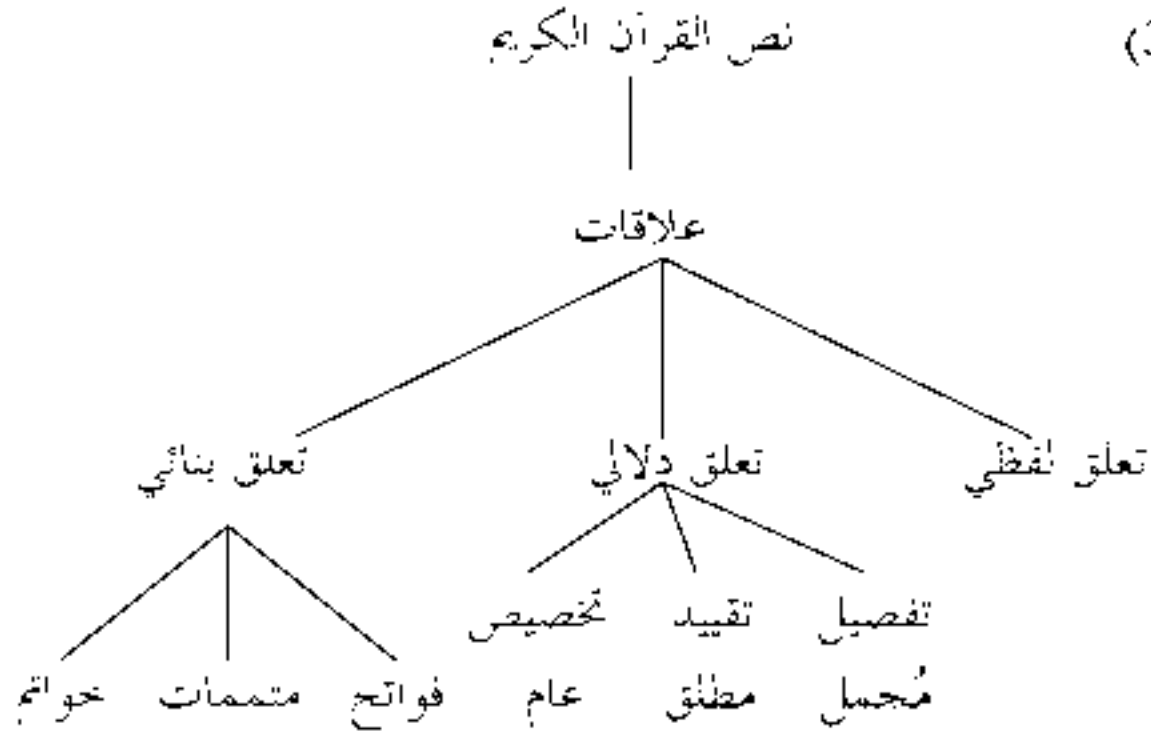 نص القرآن الكريم
علاقات
تعلق لفظي تعلق دلالي تعلق بنائي
تفصيل تقييد تخصيص
مُجمل مطلق عام فواتح متممات خواتم